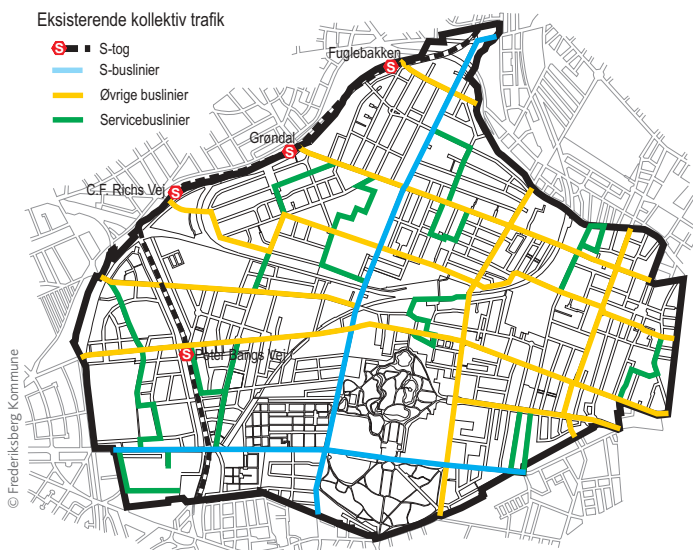 Eksisterende kollektiv trafik
S S-tog
S-buslinier
Øvrige buslinier
Servicebuslinier
Fuglebakken
S
Grøndal
S
C.F. Richs Vej
S
S Peter Bangs Vej
© Frederiksberg Kommune